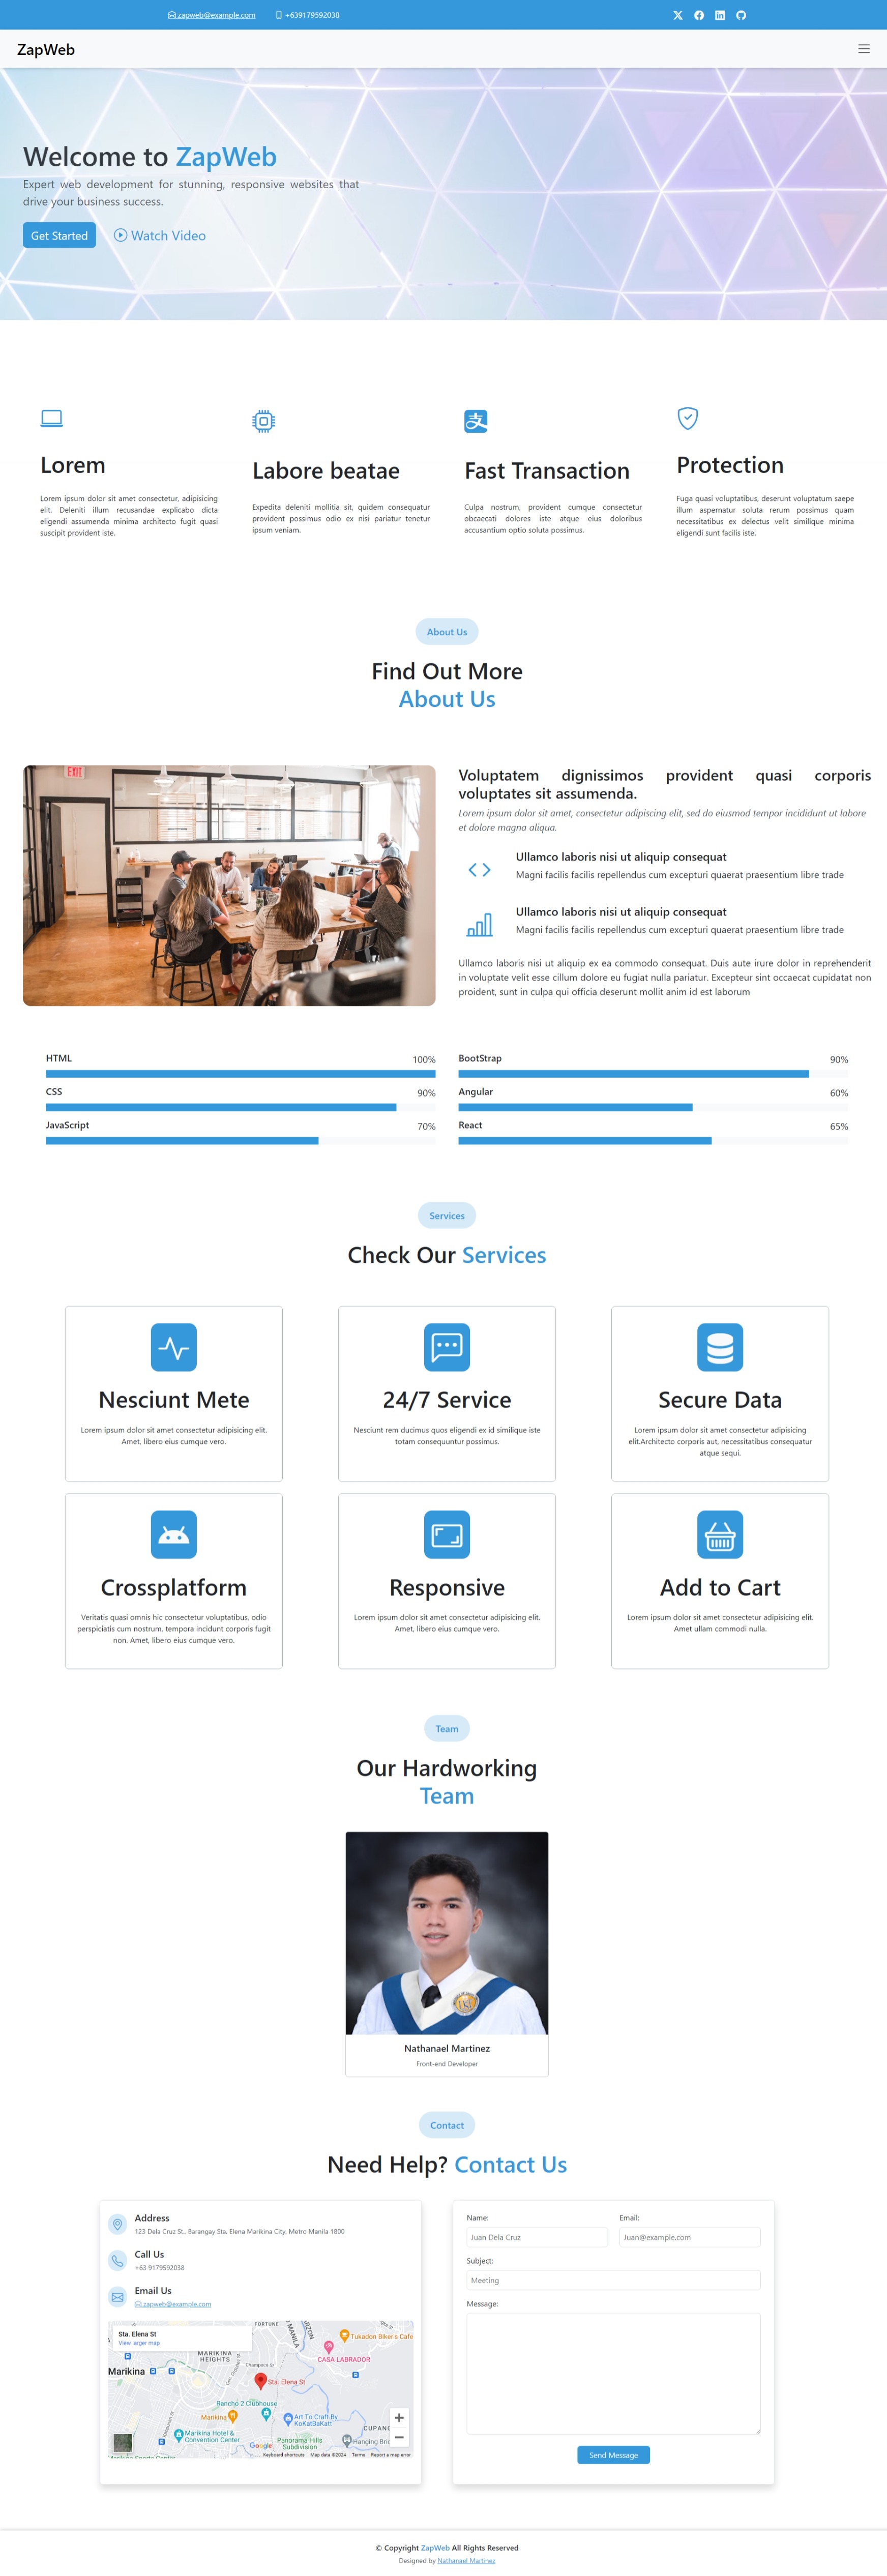 zapweb@example.com
+639179592038
ZapWeb
Welcome to ZapWeb
Expert web development for stunning, responsive websites that
drive your business success.
Get Started
Watch Video
Lorem
Lorem ipsum dolor sit amet consectetur, adipisicing
elit. Deleniti illum recusandae explicabo dicta
eligendi assumenda minima architecto fugit quasi
suscipit provident iste.
Labore beatae
Expedita deleniti mollitia sit, quidem consequatur
provident possimus odio ex nisi pariatur tenetur
ipsum veniam.
支
Fast Transaction
Culpa nostrum, provident cumque consectetur
obcaecati dolores iste atque eius doloribus
accusantium optio soluta possimus.
Protection
Fuga quasi voluptatibus, deserunt voluptatum saepe
illum aspernatur soluta rerum possimus quam
necessitatibus ex delectus velit similique minima
eligendi sunt facilis iste.
About Us
Find Out More
About Us
EXIT
Voluptatem dignissimos provident quasi corporis
voluptates sit assumenda.
Lorem ipsum dolor sit amet, consectetur adipiscing elit, sed do eiusmod tempor incididunt ut labore
et dolore magna aliqua.
Ullamco laboris nisi ut aliquip consequat
Magni facilis facilis repellendus cum excepturi quaerat praesentium libre trade
Ullamco laboris nisi ut aliquip consequat
Magni facilis facilis repellendus cum excepturi quaerat praesentium libre trade
Ullamco laboris nisi ut aliquip ex ea commodo consequat. Duis aute irure dolor in reprehenderit
in voluptate velit esse cillum dolore eu fugiat nulla pariatur. Excepteur sint occaecat cupidatat non
proident, sunt in culpa qui officia deserunt mollit anim id est laborum
HTML 100%
CSS 90%
JavaScript 70%
BootStrap 90%
Angular 60%
React 65%
Services
Check Our Services
Nesciunt Mete
Lorem ipsum dolor sit amet consectetur adipisicing elit.
Amet, libero eius cumque vero.
24/7 Service
Nesciunt rem ducimus quos eligendi ex id similique iste
totam consequuntur possimus.
Secure Data
Lorem ipsum dolor sit amet consectetur adipisicing
elit.Architecto corporis aut, necessitatibus consequatur
atque sequi.
Crossplatform
Veritatis quasi omnis hic consectetur voluptatibus, odio
perspiciatis cum nostrum, tempora incidunt corporis fugit
non. Amet, libero eius cumque vero.
Responsive
Lorem ipsum dolor sit amet consectetur adipisicing elit.
Amet, libero eius cumque vero.
Add to Cart
Lorem ipsum dolor sit amet consectetur adipisicing elit.
Amet ullam commodi nulla.
Team
Our Hardworking
Team
Nathanael Martinez
Front-end Developer
Contact
Need Help? Contact Us
Address
123 Dela Cruz St., Barangay Sta, Elena Marikina City, Metro Manila 1800
Call Us
+63 9179592038
Email Us
zapweb@example.com
Sta. Elena St
View larger map
FORTUNE
MANILA
Tukadon Biker's Cafe
CASA LABRADOR
MARIKINA
HEIGHTS
Champaca St
Marikina
Sta. Elena St
Rancho 2 Clubhouse
Marikina
Art To Craft By
KoKatBaKatt
Marikina Hotel &
Convention Center
CUPANG
Panorama Hills
Subdivision
Hanging Bri
Google
Keyboard shortcuts
Map data ©2024
Terms
Report a map error
Name:
Juan Dela Cruz
Email:
Juan@example.com
Subject:
Meeting
Message:
Send Message
© Copyright ZapWeb All Rights Reserved
Designed by Nathanael Martinez